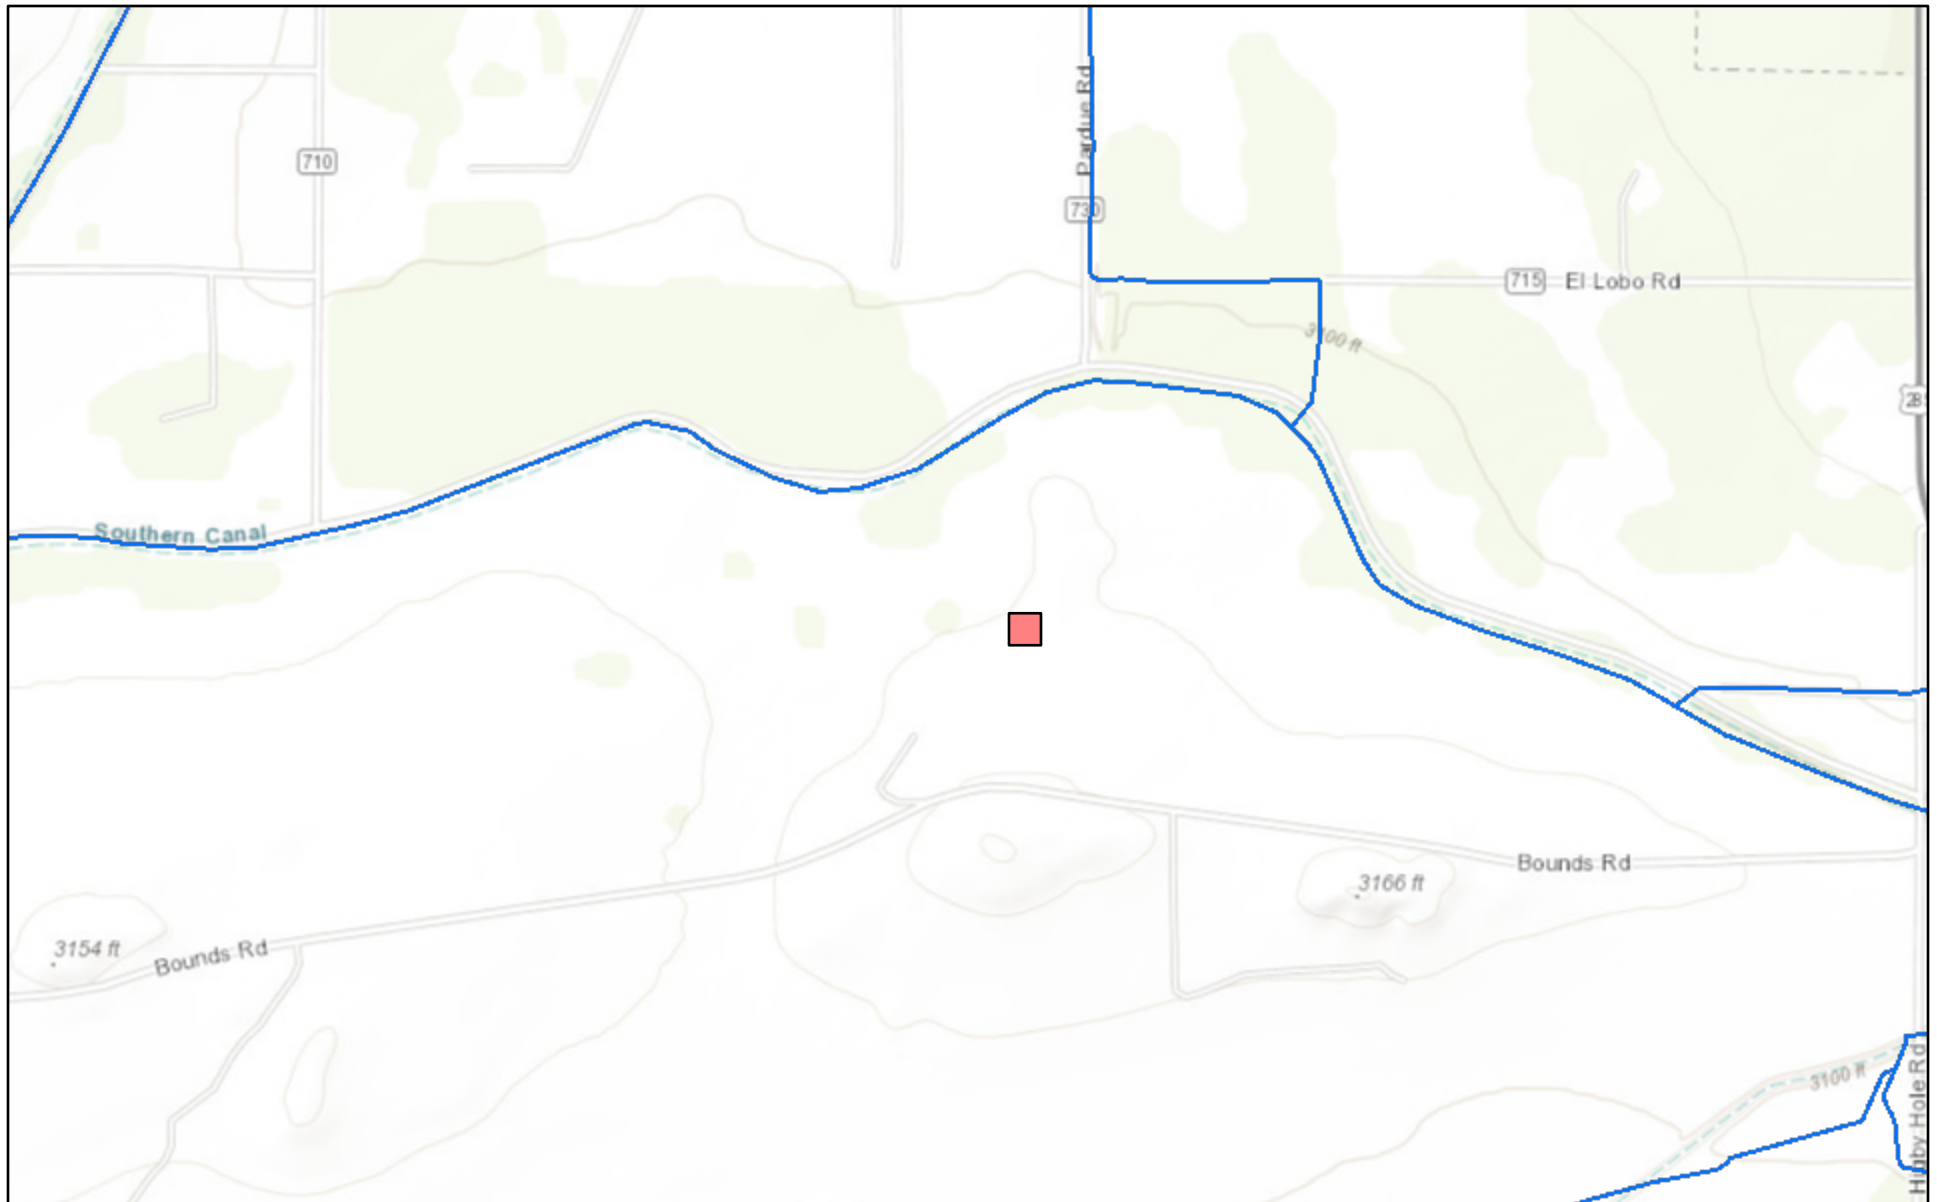 Pardue Rd
710
730
715 El Lobo Rd
3100 ft
Southern Canal
Bounds Rd
3166 ft
3154 ft
Bounds Rd
3100 ft
Higby Hole Rd